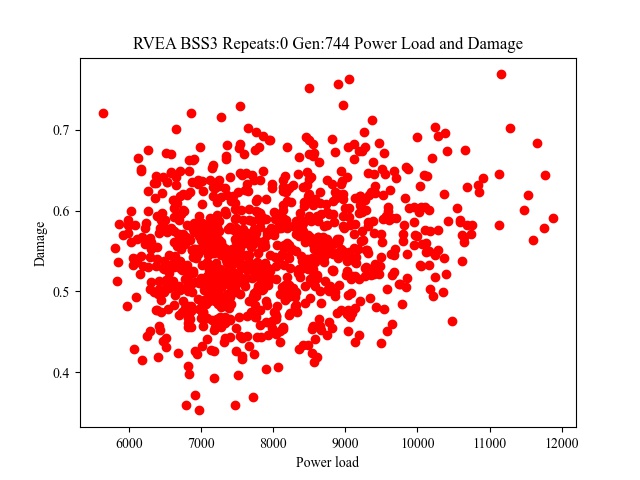 RVEA BSS3 Repeats:0 Gen:744 Power Load and Damage
Damage
0.7
0.6
0.5
0.4
6000 7000 8000 9000 10000 11000 12000
Power load